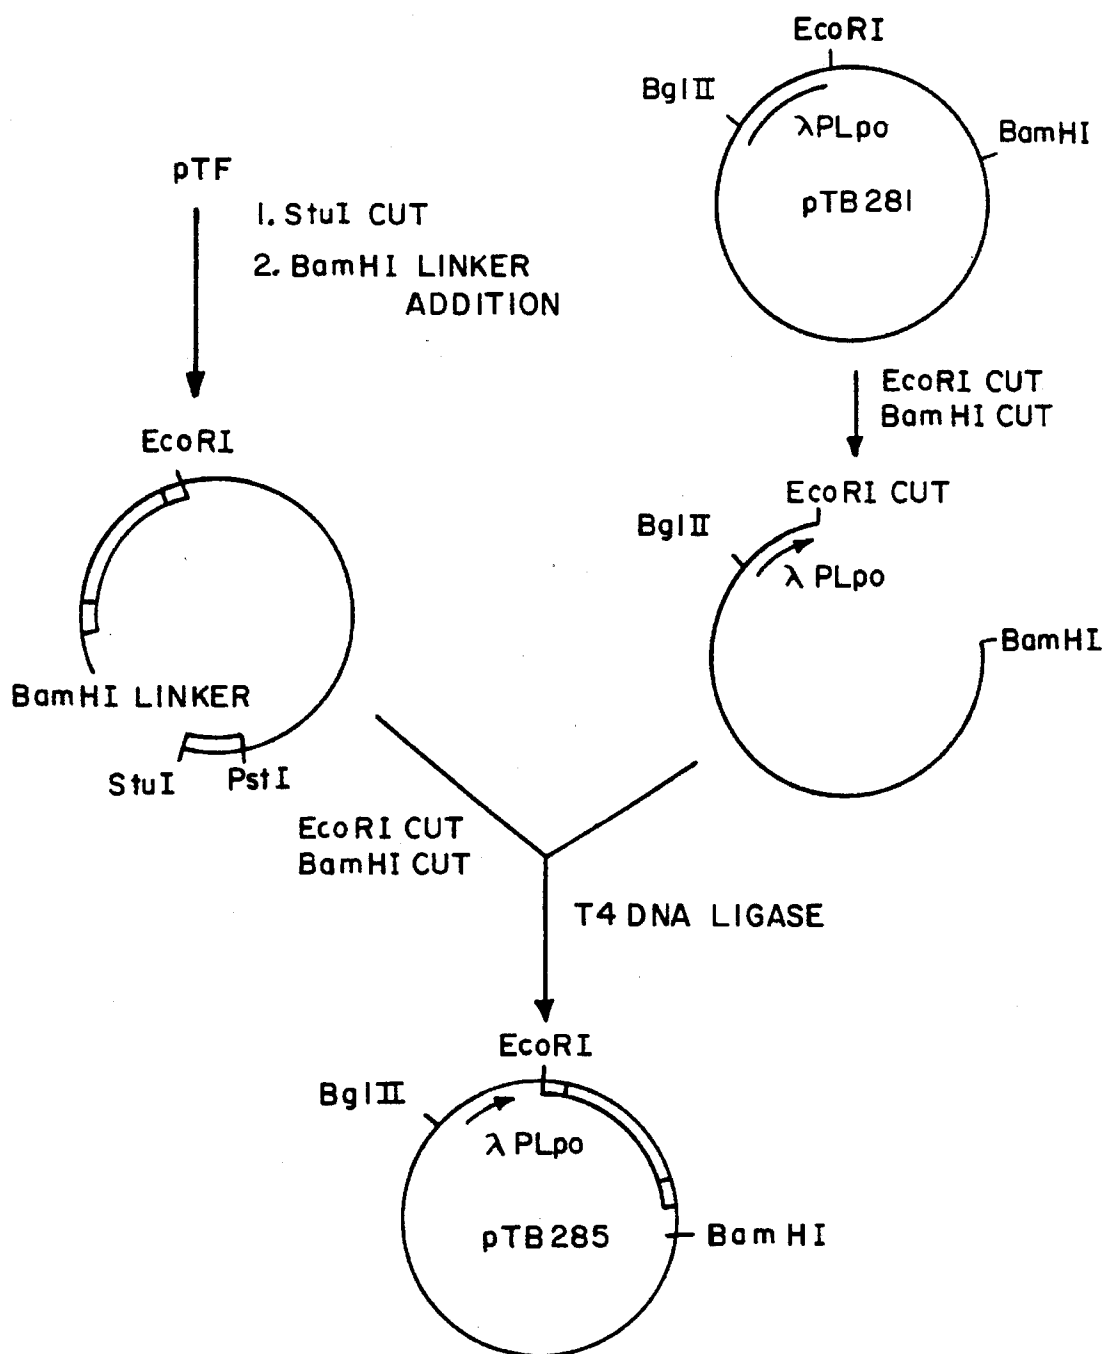 EcoRI
BglII
λPLpo
BamHI
pTB281
pTF
1. StuI CUT
2. BamHI LINKER
ADDITION
EcoRI CUT
BamHI CUT
EcoRI
EcoRI CUT
BglII
λ PLpo
BamHI
BamHI LINKER
StuI
PstI
EcoRI CUT
BamHI CUT
T4 DNA LIGASE
EcoRI
BglII
λ PLpo
pTB285
BamHI